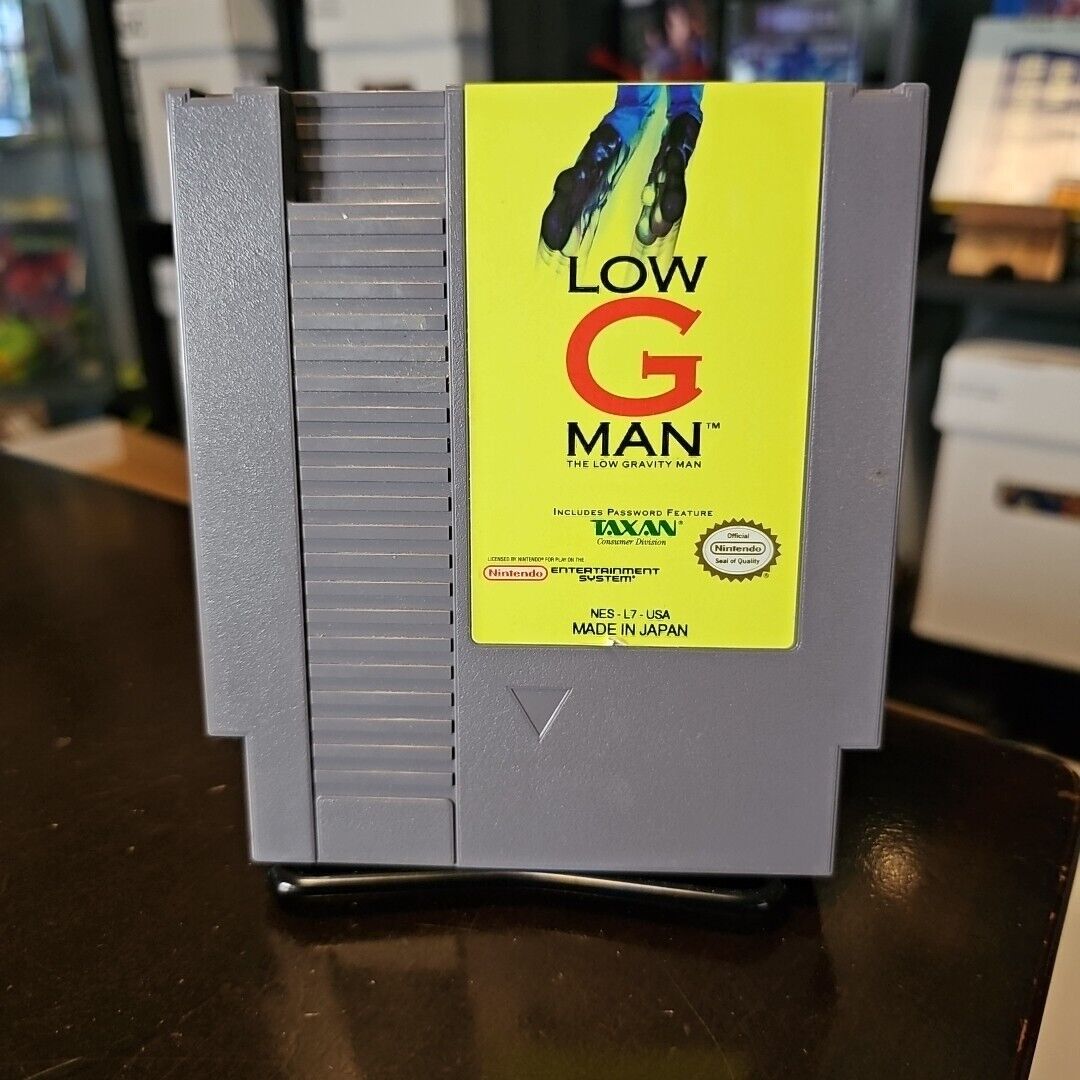 LOW
G
MAN™
THE LOW GRAVITY MAN
INCLUDES PASSWORD FEATURE
TAXAN®
Consumer Division
LICENSED BY NINTENDO® FOR PLAY ON THE
Nintendo ENTERTAINMENT
SYSTEM®
Official
Nintendo
Seal of Quality
®
NES - L7 - USA
MADE IN JAPAN